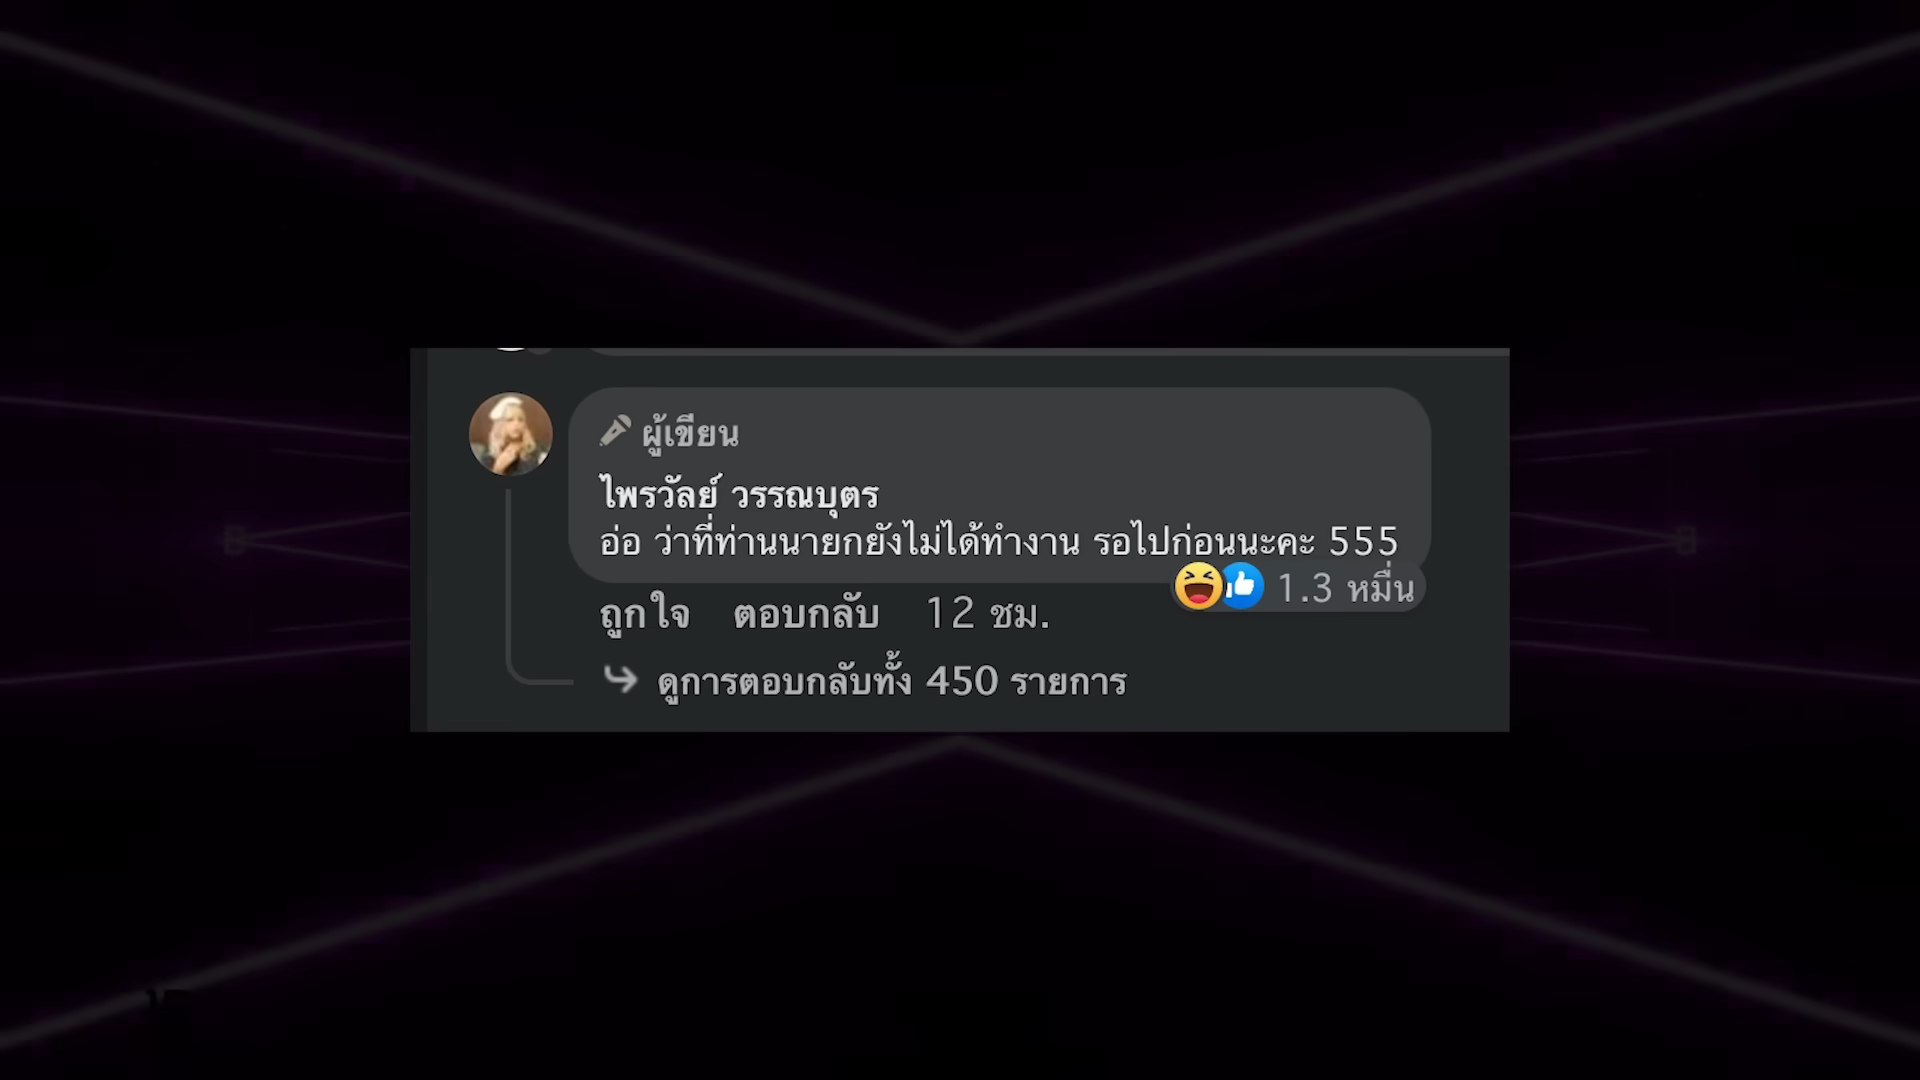 ผู้เขียน
ไพรวัลย์ วรรณบุตร
อ่อ ว่าที่ท่านนายกยังไม่ได้ทำงาน รอไปก่อนนะคะ 555
1.3 หมื่น
ถูกใจ ตอบกลับ 12 ชม.
ดูการตอบกลับทั้ง 450 รายการ